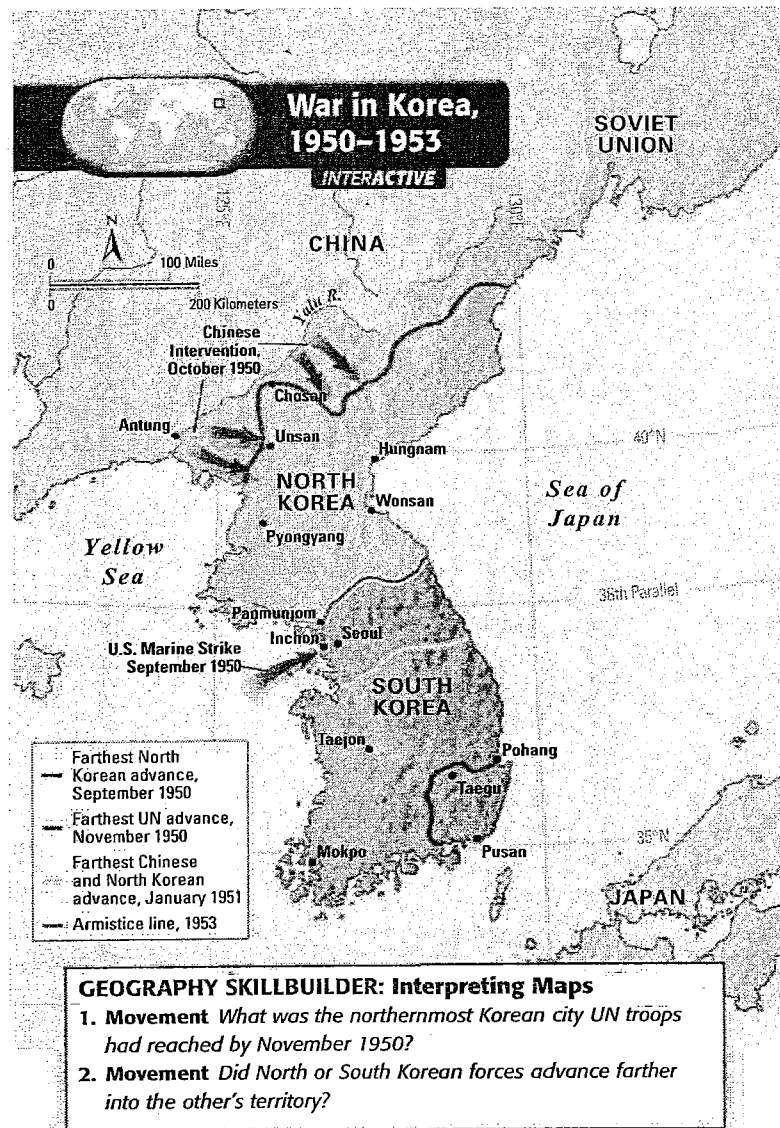 War in Korea,
1950–1953
INTERACTIVE
SOVIET
UNION
125°E
130°E
N
CHINA
0 100 Miles
0 200 Kilometers
Yalu R.
Chinese
Intervention,
October 1950
Chosan
Antung
Unsan
40°N
Hungnam
NORTH
KOREA
Wonsan
Sea of
Japan
Pyongyang
Yellow
Sea
38th Parallel
Panmunjom
Inchon
Seoul
U.S. Marine Strike
September 1950
SOUTH
KOREA
Taejon
Pohang
Taegu
Farthest North
Korean advance,
September 1950
Farthest UN advance,
November 1950
Farthest Chinese
and North Korean
advance, January 1951
Armistice line, 1953
35°N
Mokpo
Pusan
JAPAN
GEOGRAPHY SKILLBUILDER: Interpreting Maps
1. Movement What was the northernmost Korean city UN troops
had reached by November 1950?
2. Movement Did North or South Korean forces advance farther
into the other's territory?